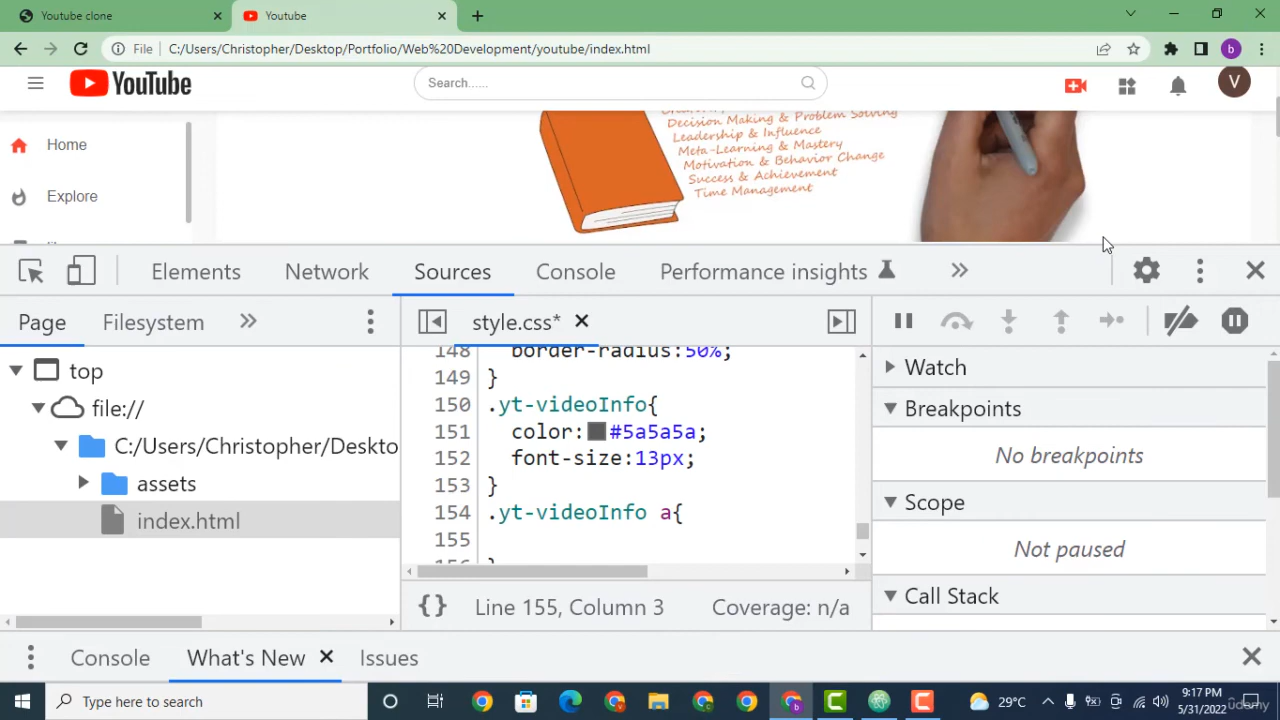 Youtube clone
Youtube
File
C:/Users/Christopher/Desktop/Portfolio/Web%20Development/youtube/index.html
b
YouTube
Search......
V
Decision Making & Problem Solving
Leadership & Influence
Meta-Learning & Mastery
Motivation & Behavior Change
Success & Achievement
Time Management
Home
Explore
Elements
Network
Sources
Console
Performance insights
Page
Filesystem
style.css*
top
file://
C:/Users/Christopher/Deskto
assets
index.html
148 border-radius:50%;
149 }
150 .yt-videoInfo{
151 color:#5a5a5a;
152 font-size:13px;
153 }
154 .yt-videoInfo a{
155
{} Line 155, Column 3 Coverage: n/a
Watch
Breakpoints
No breakpoints
Scope
Not paused
Call Stack
Console
What's New
Issues
Type here to search
29°C
9:17 PM
5/31/2022
ûdemy